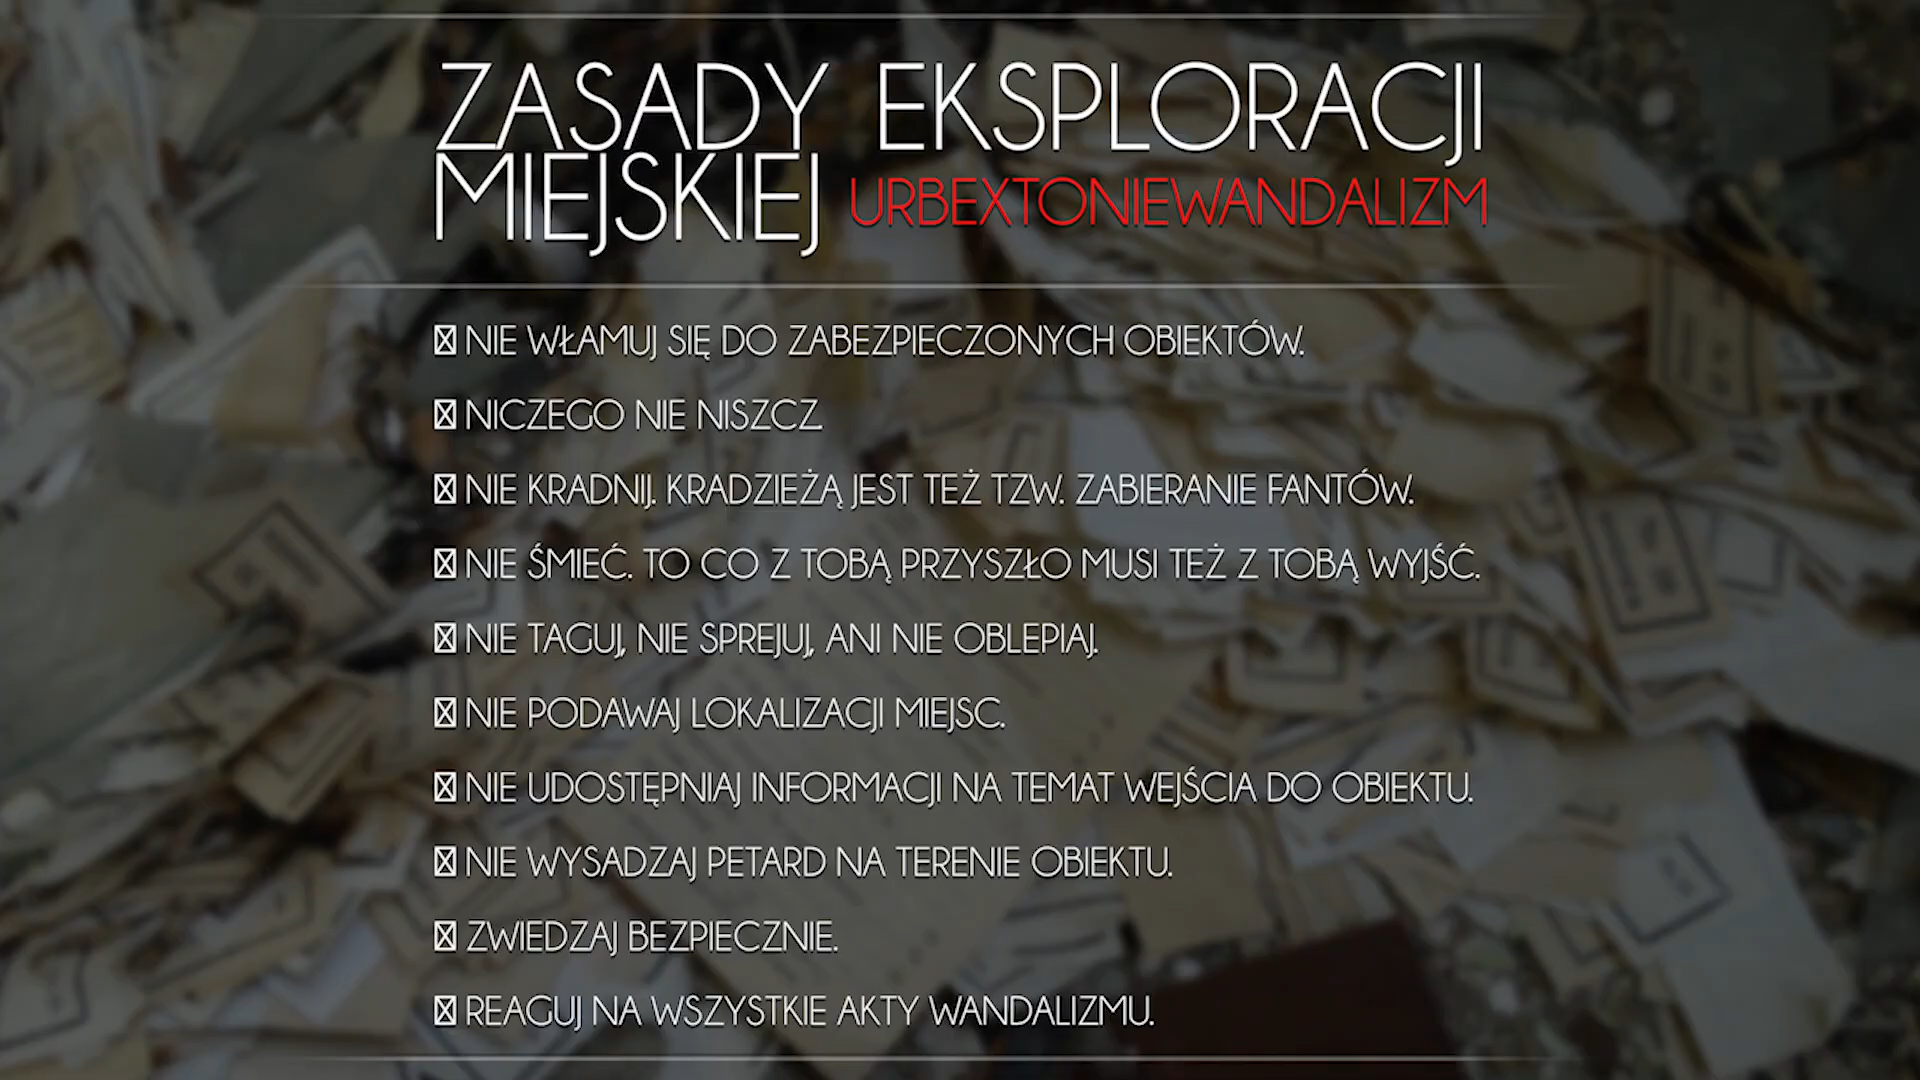 ZASADY EKSPLORACJI
MIEJSKIEJ URBEXTONIEWANDALIZM
NIE WŁAMUJ SIĘ DO ZABEZPIECZONYCH OBIEKTÓW.
NICZEGO NIE NISZCZ.
NIE KRADNIJ. KRADZIEŻĄ JEST TEŻ TZW. ZABIERANIE FANTÓW.
NIE ŚMIEĆ. TO CO Z TOBĄ PRZYSZŁO MUSI TEŻ Z TOBĄ WYJŚĆ.
NIE TAGUJ, NIE SPREJUJ, ANI NIE OBLEPIAJ.
NIE PODAWAJ LOKALIZACJI MIEJSC.
NIE UDOSTĘPNIAJ INFORMACJI NA TEMAT WEJŚCIA DO OBIEKTU.
NIE WYSADZAJ PETARD NA TERENIE OBIEKTU.
ZWIEDZAJ BEZPIECZNIE.
REAGUJ NA WSZYSTKIE AKTY WANDALIZMU.